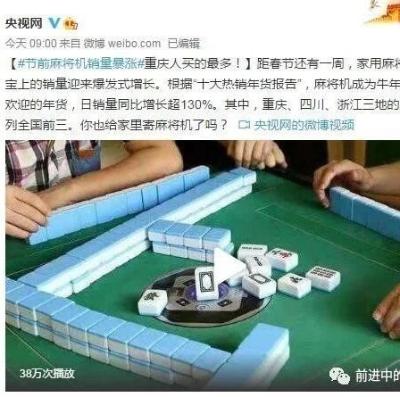 央视网
今天 09:00 来自 微博 weibo.com 已编辑
【#节前麻将机销量暴涨#重庆人买的最多！】距春节还有一周，家用麻将
宝上的销量迎来爆发式增长。根据“十大热销年货报告”，麻将机成为牛年
欢迎的年货，日销量同比增长超130%。其中，重庆、四川、浙江三地的
列全国前三。你也给家里寄麻将机了吗？ 央视网的微博视频
38万次播放
前进中的